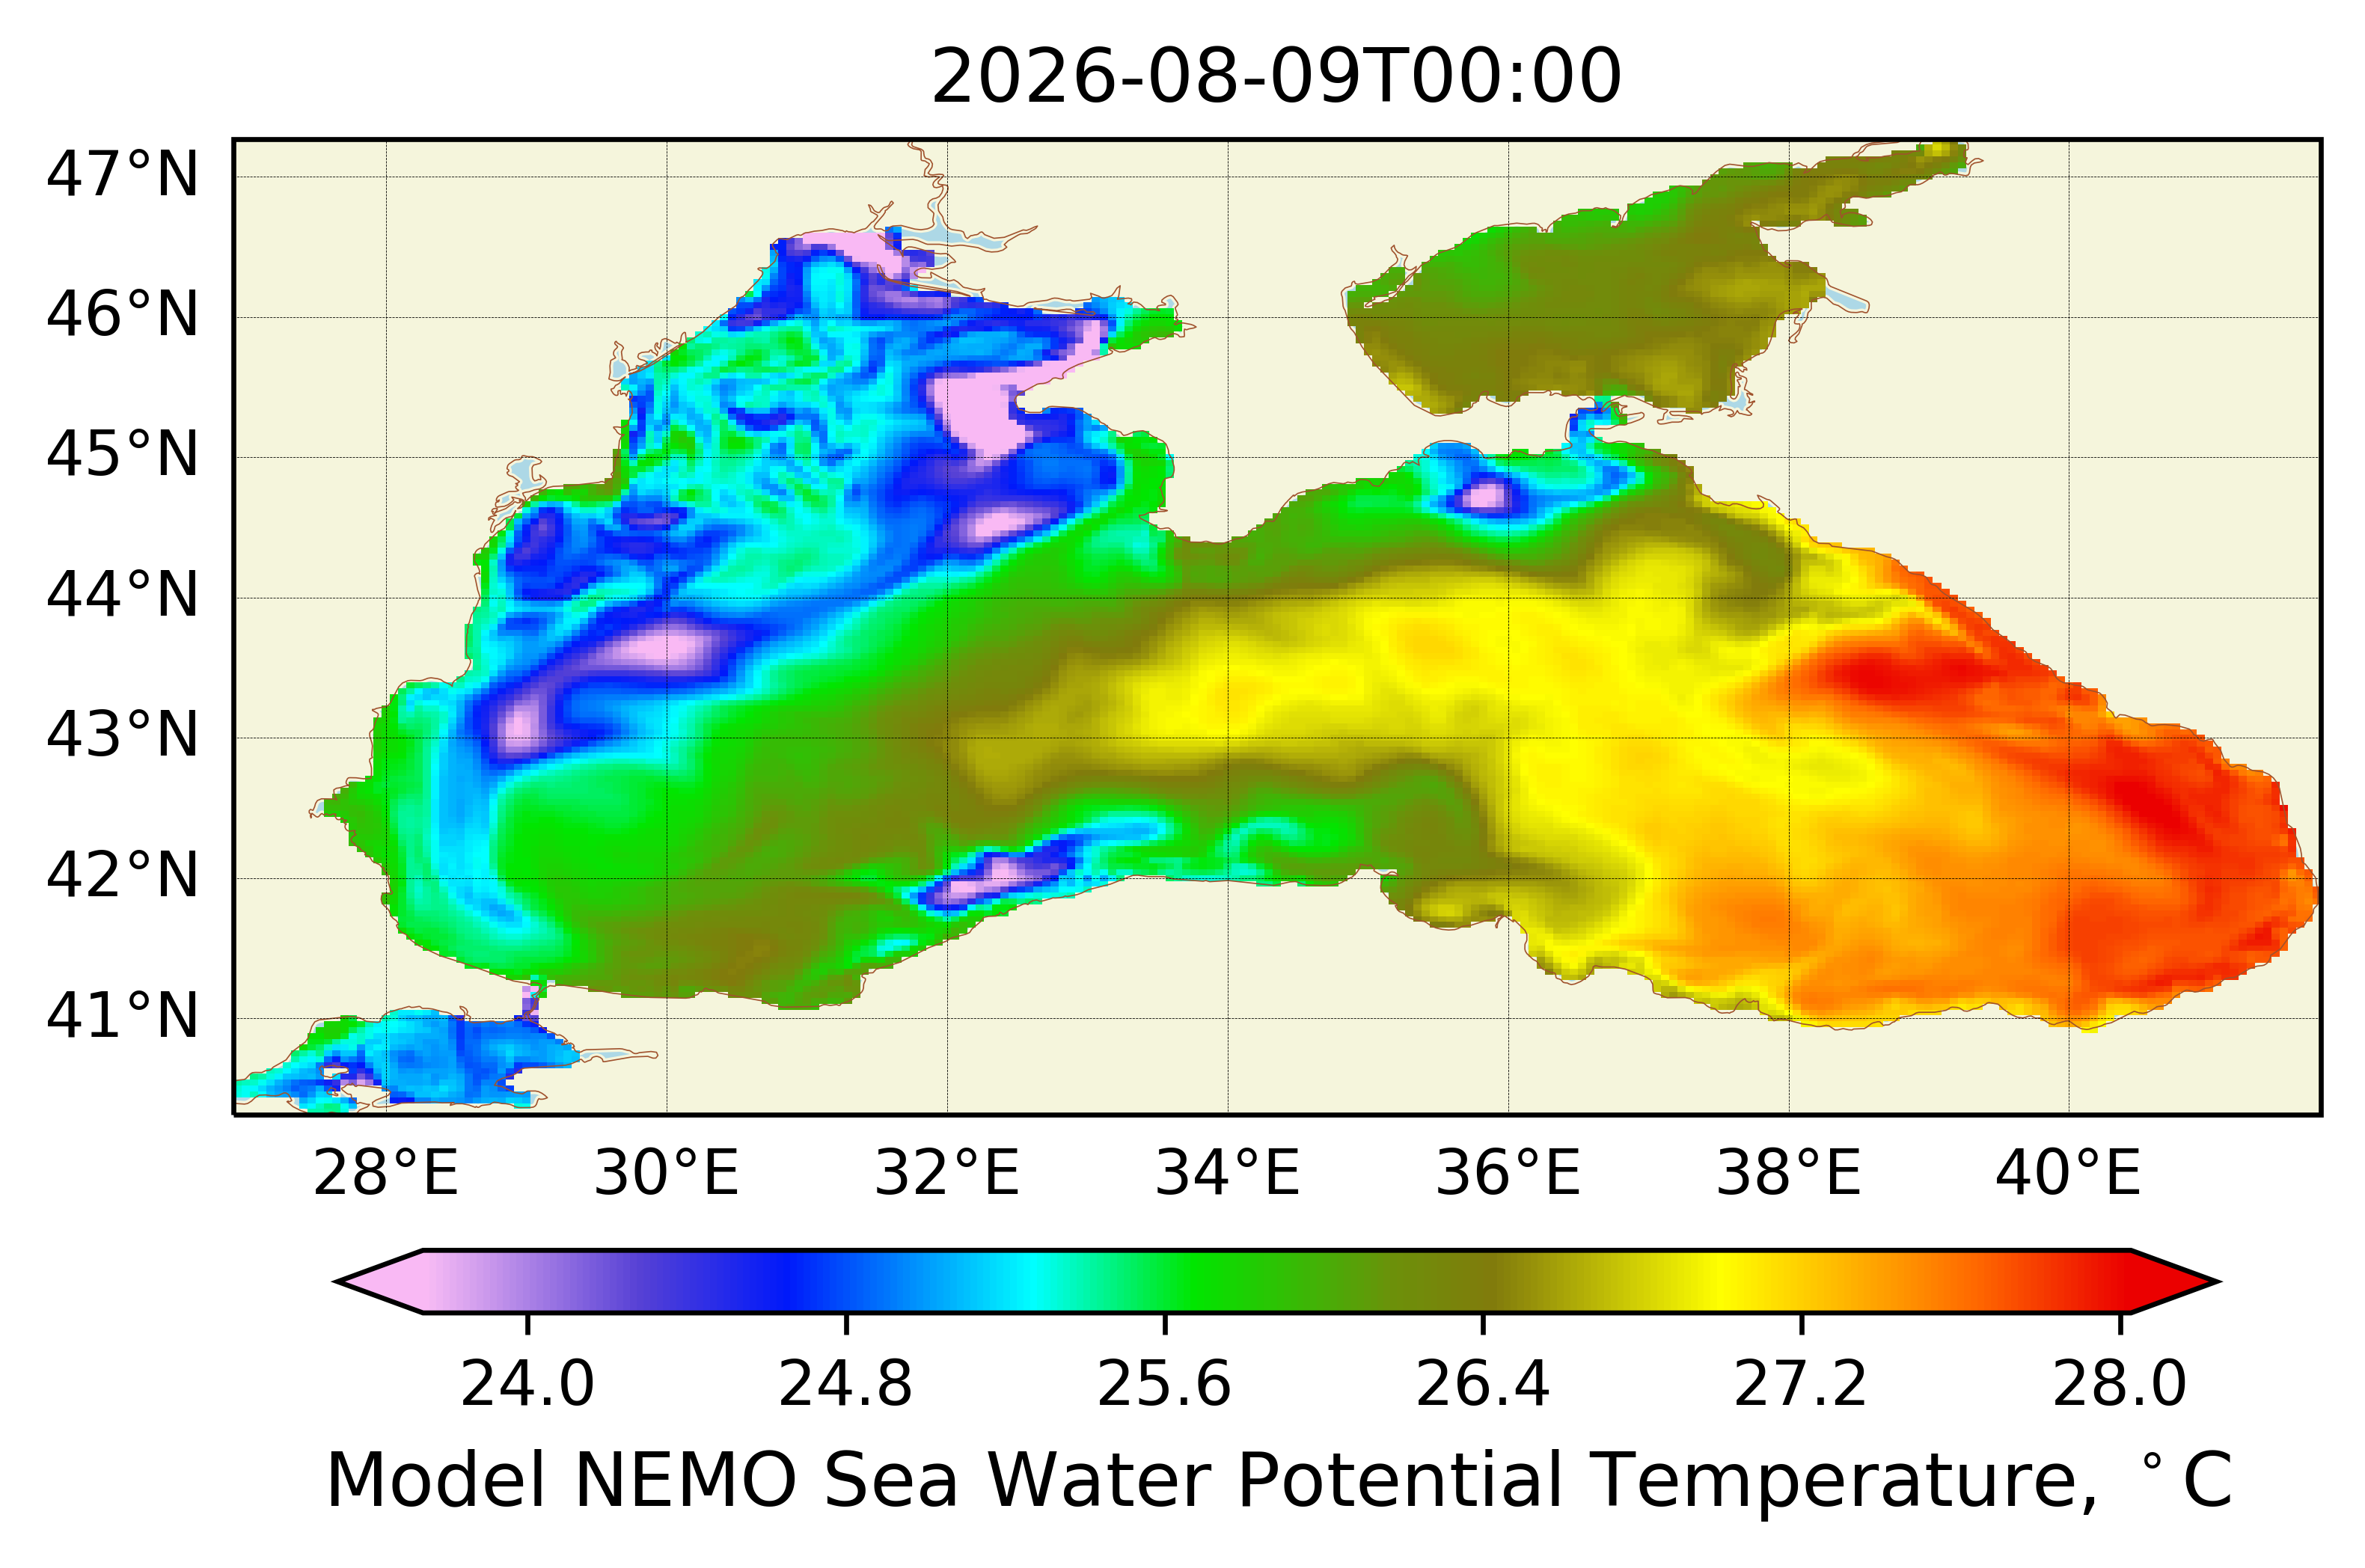 2026-08-09T00:00
47°N
46°N
45°N
44°N
43°N
42°N
41°N
28°E 30°E 32°E 34°E 36°E 38°E 40°E
24.0 24.8 25.6 26.4 27.2 28.0
Model NEMO Sea Water Potential Temperature, °C